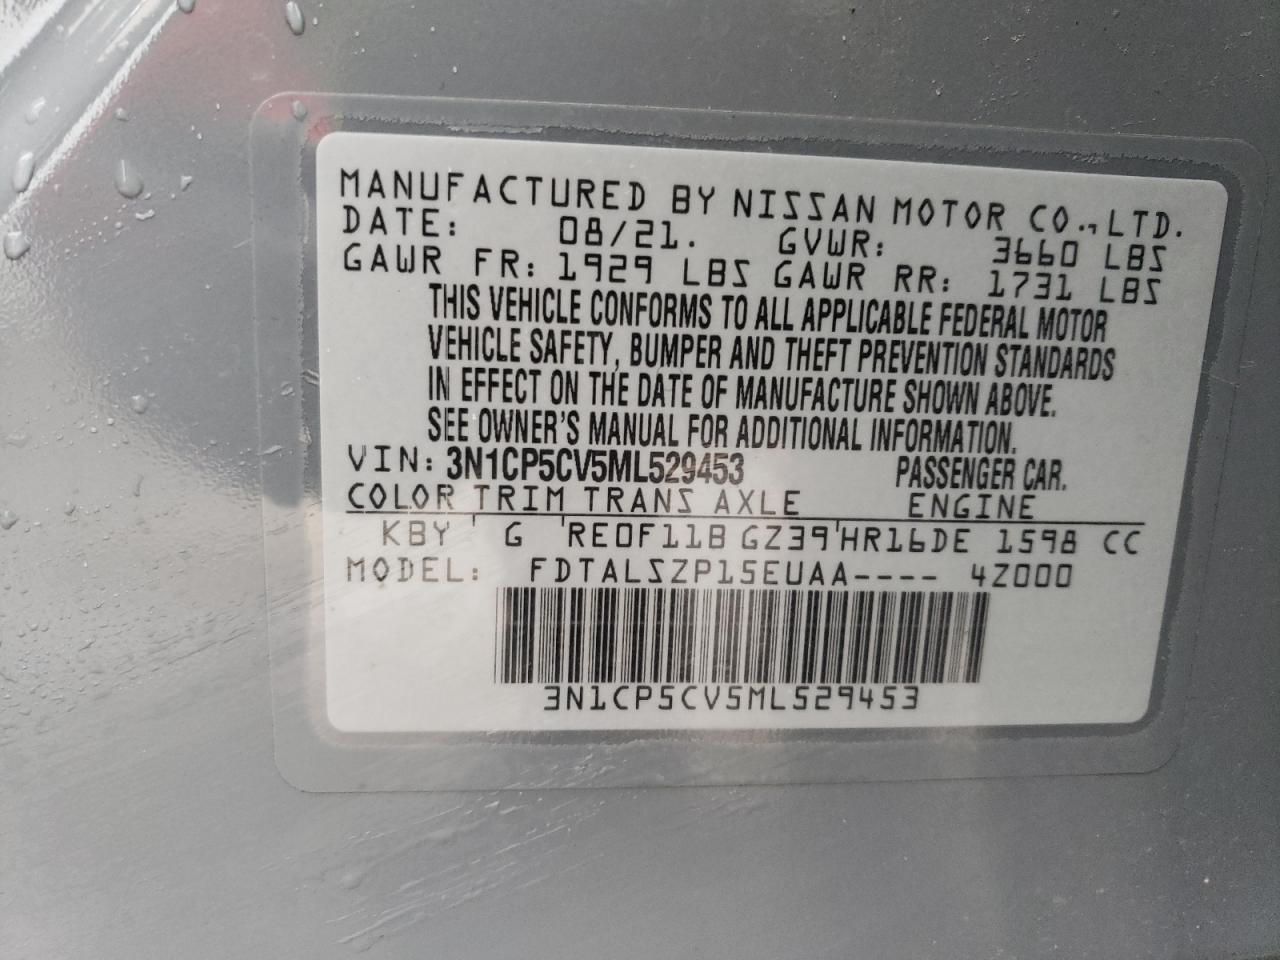 MANUFACTURED BY NISSAN MOTOR CO., LTD.
DATE: 08/21. GVWR: 3660 LBS
GAWR FR: 1929 LBS GAWR RR: 1731 LBS
THIS VEHICLE CONFORMS TO ALL APPLICABLE FEDERAL MOTOR
VEHICLE SAFETY, BUMPER AND THEFT PREVENTION STANDARDS
IN EFFECT ON THE DATE OF MANUFACTURE SHOWN ABOVE.
SEE OWNER'S MANUAL FOR ADDITIONAL INFORMATION.
VIN: 3N1CP5CV5ML529453 PASSENGER CAR.
COLOR TRIM TRANS AXLE ENGINE
KBY ' G ' RE0F11B GZ39 ' HR16DE 1598 CC
MODEL: FDTALSZP15EUAA---- 4Z000
3N1CP5CV5ML529453